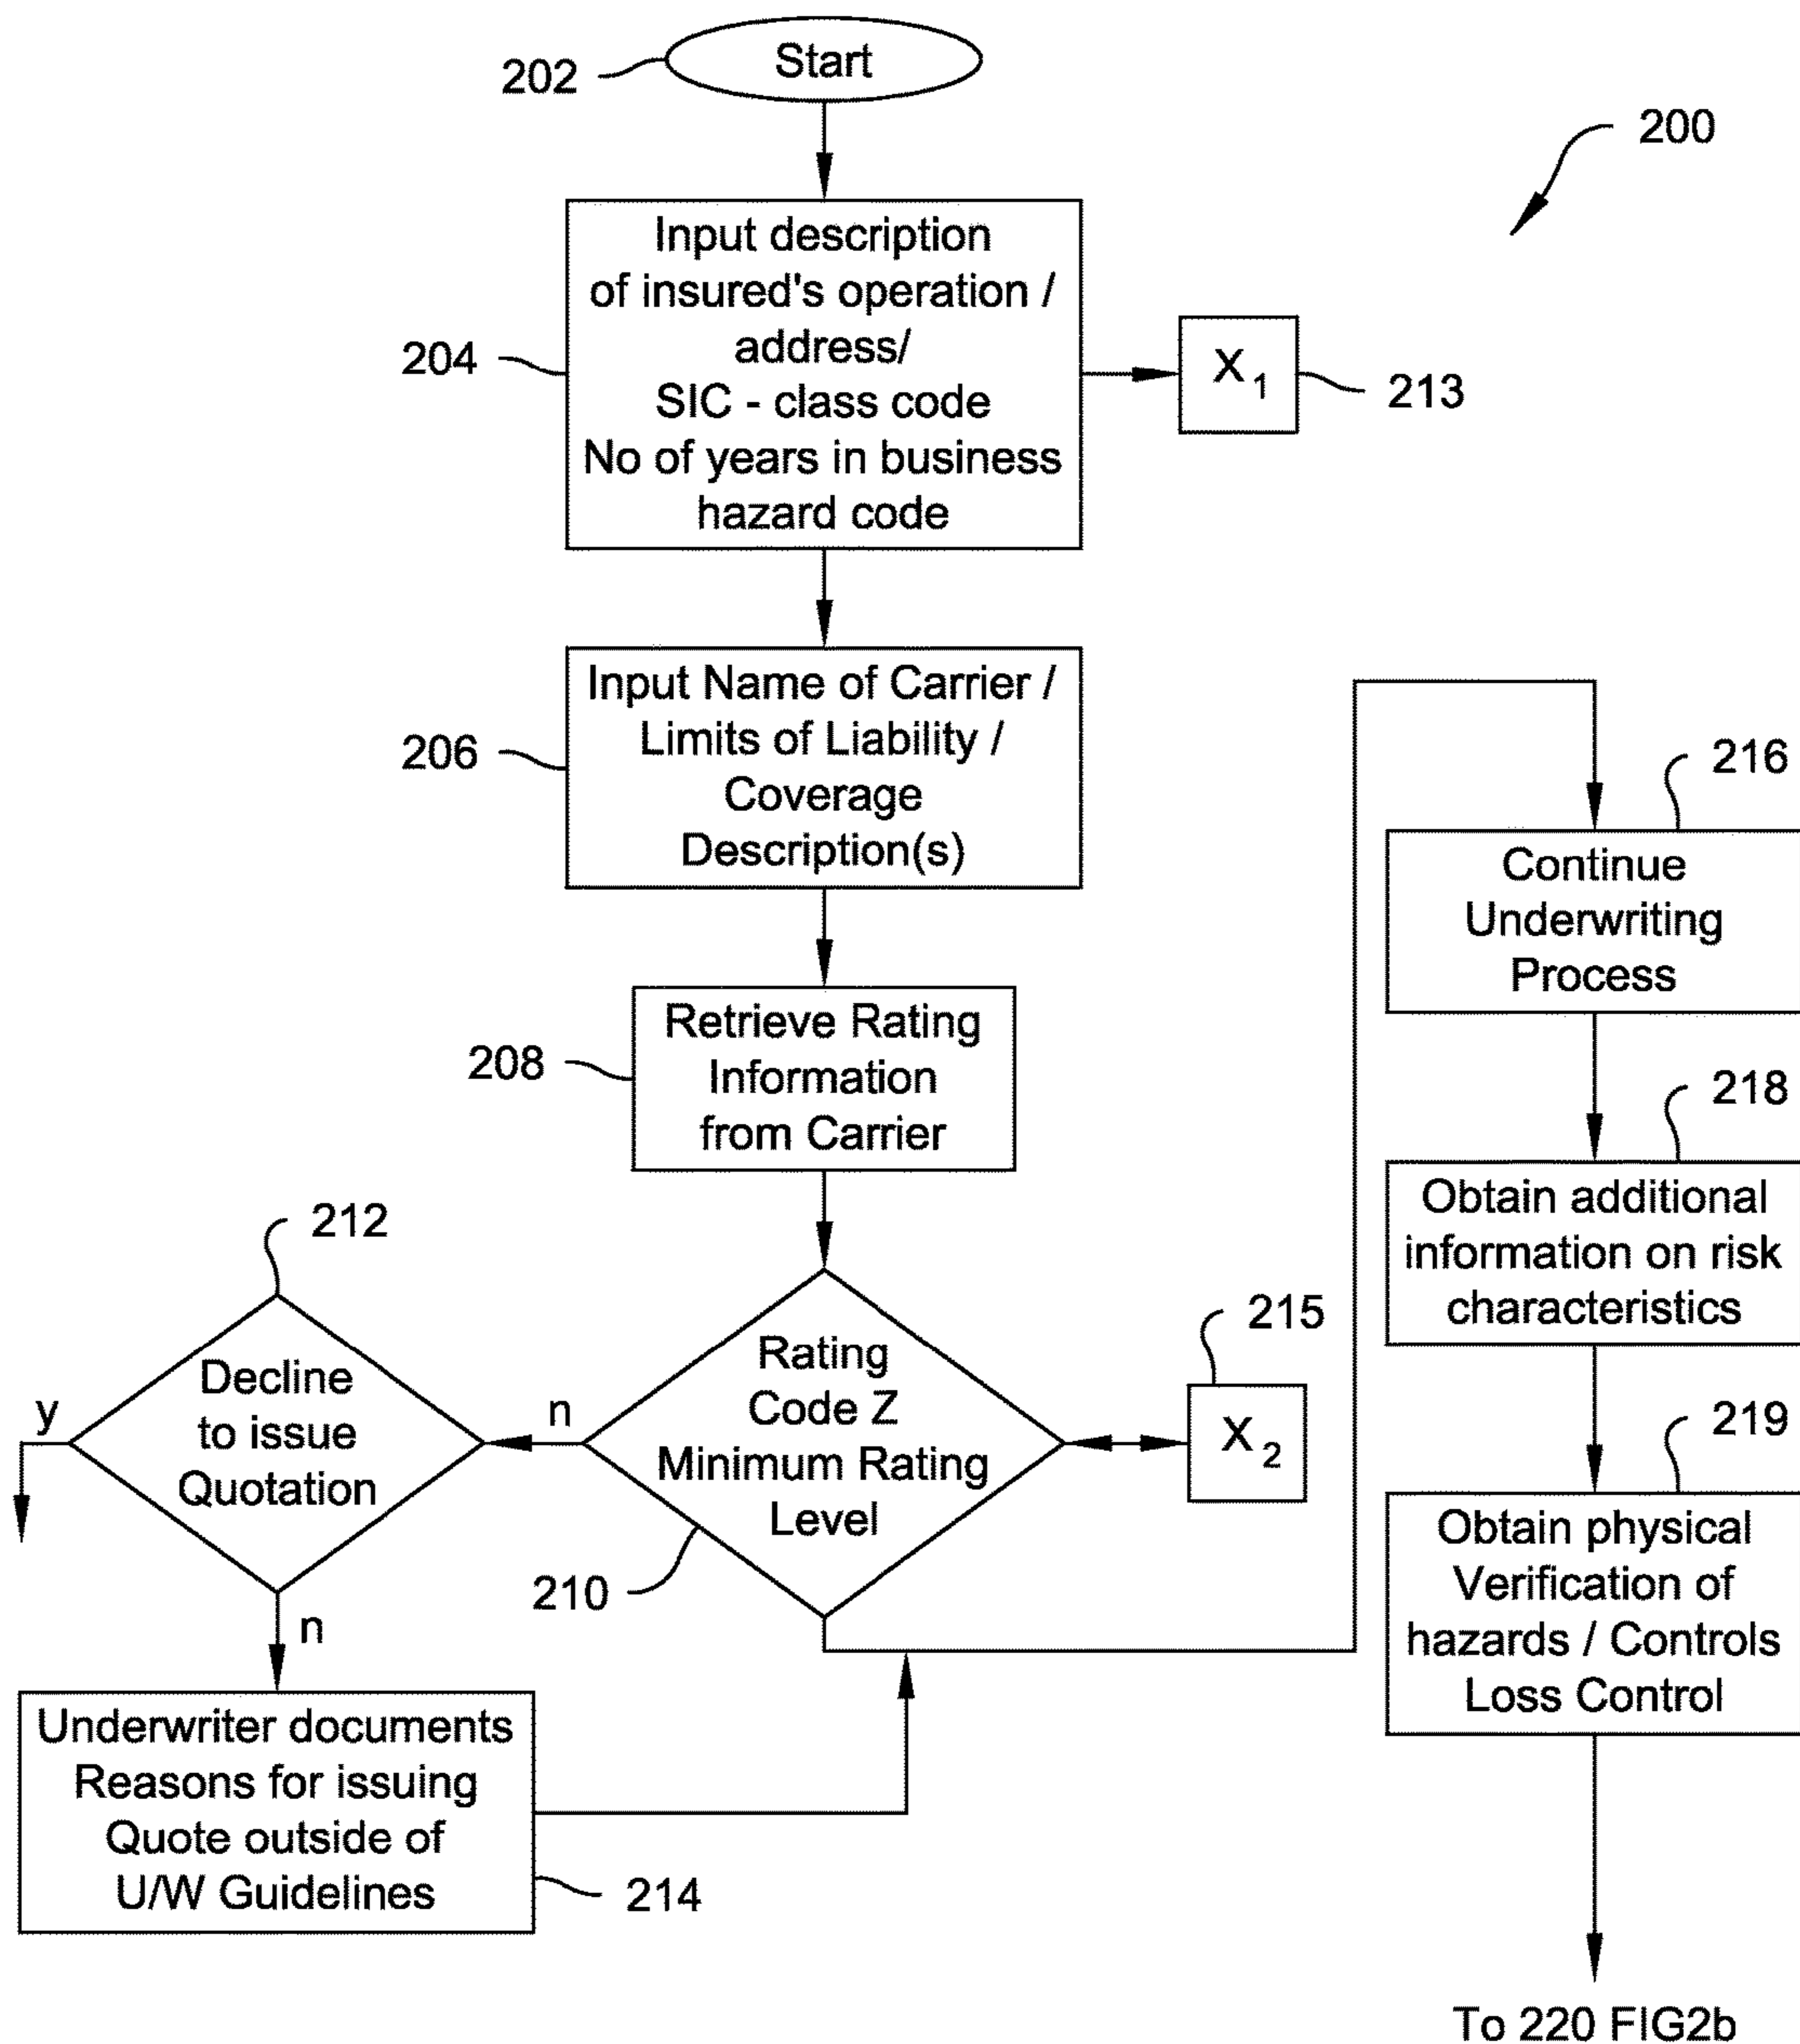 202
Start
200
Input description
of insured's operation /
address/
SIC - class code
No of years in business
hazard code
204
X 1
213
Input Name of Carrier /
Limits of Liability /
Coverage
Description(s)
206
Retrieve Rating
Information
from Carrier
208
Rating
Code Z
Minimum Rating
Level
210
215
X 2
n
212
Decline
to issue
Quotation
y
n
Underwriter documents
Reasons for issuing
Quote outside of
U/W Guidelines
214
216
Continue
Underwriting
Process
218
Obtain additional
information on risk
characteristics
219
Obtain physical
Verification of
hazards / Controls
Loss Control
To 220 FIG2b